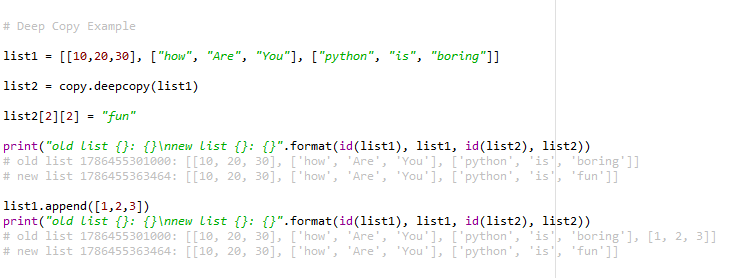 # Deep Copy Example
list1 = [[10,20,30], ["how", "Are", "You"], ["python", "is", "boring"]]
list2 = copy.deepcopy(list1)
list2[2][2] = "fun"
print("old list {}: {}\nnew list {}: {}".format(id(list1), list1, id(list2), list2))
# old list 1786455301000: [[10, 20, 30], ['how', 'Are', 'You'], ['python', 'is', 'boring']]
# new list 1786455363464: [[10, 20, 30], ['how', 'Are', 'You'], ['python', 'is', 'fun']]
list1.append([1,2,3])
print("old list {}: {}\nnew list {}: {}".format(id(list1), list1, id(list2), list2))
# old list 1786455301000: [[10, 20, 30], ['how', 'Are', 'You'], ['python', 'is', 'boring'], [1, 2, 3]]
# new list 1786455363464: [[10, 20, 30], ['how', 'Are', 'You'], ['python', 'is', 'fun']]